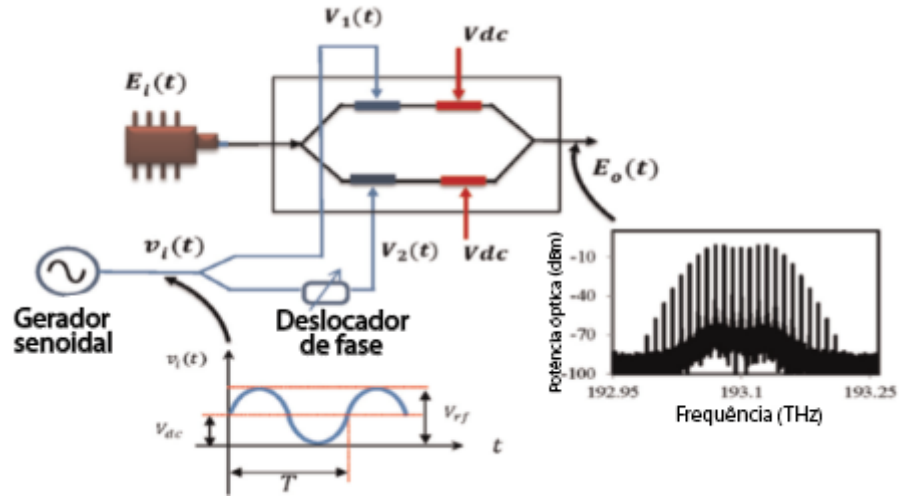 V₁(t)
Vdc
Eᵢ(t)
Eₒ(t)
vᵢ(t)
V₂(t)
Vdc
Gerador
senoidal
Deslocador
de fase
vᵢ(t)
V_dc
V_rf
t
T
Potência óptica (dBm)
-10
-40
-70
-100
192.95
193.1
193.25
Frequência (THz)